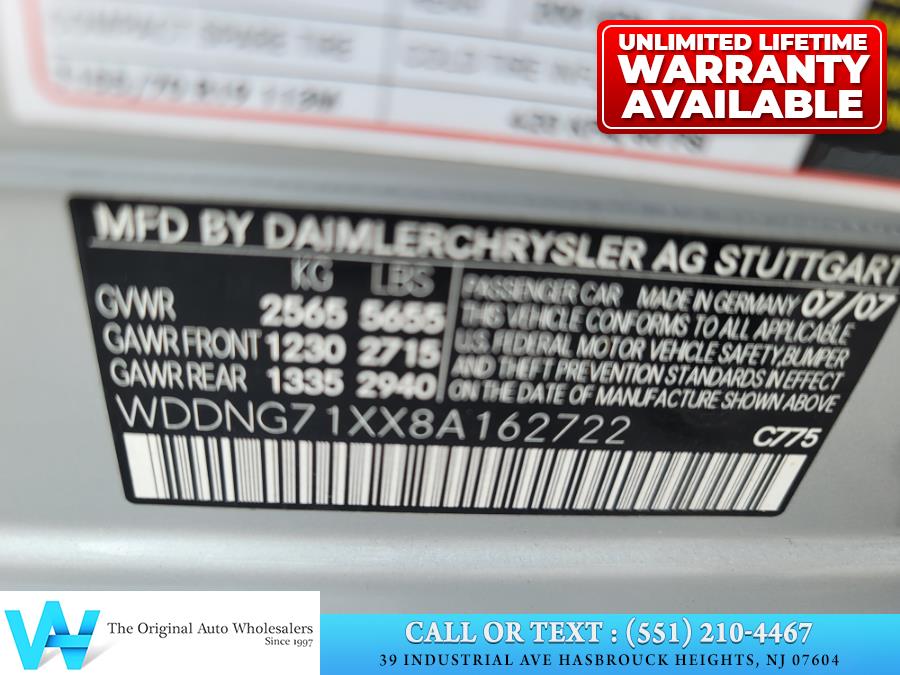 UNLIMITED LIFETIME
WARRANTY
AVAILABLE
COMPACT SPARE TIRE
MFD BY DAIMLERCHRYSLER AG STUTTGART
KG LBS
GVWR 2565 5655
GAWR FRONT 1230 2715
GAWR REAR 1335 2940
PASSENGER CAR MADE IN GERMANY 07/07
THIS VEHICLE CONFORMS TO ALL APPLICABLE
U.S. FEDERAL MOTOR VEHICLE SAFETY,BUMPER
AND THEFT PREVENTION STANDARDS IN EFFECT
ON THE DATE OF MANUFACTURE SHOWN ABOVE
WDDNG71XX8A162722
C775
The Original Auto Wholesalers
Since 1997
CALL OR TEXT : (551) 210-4467
39 INDUSTRIAL AVE HASBROUCK HEIGHTS, NJ 07604